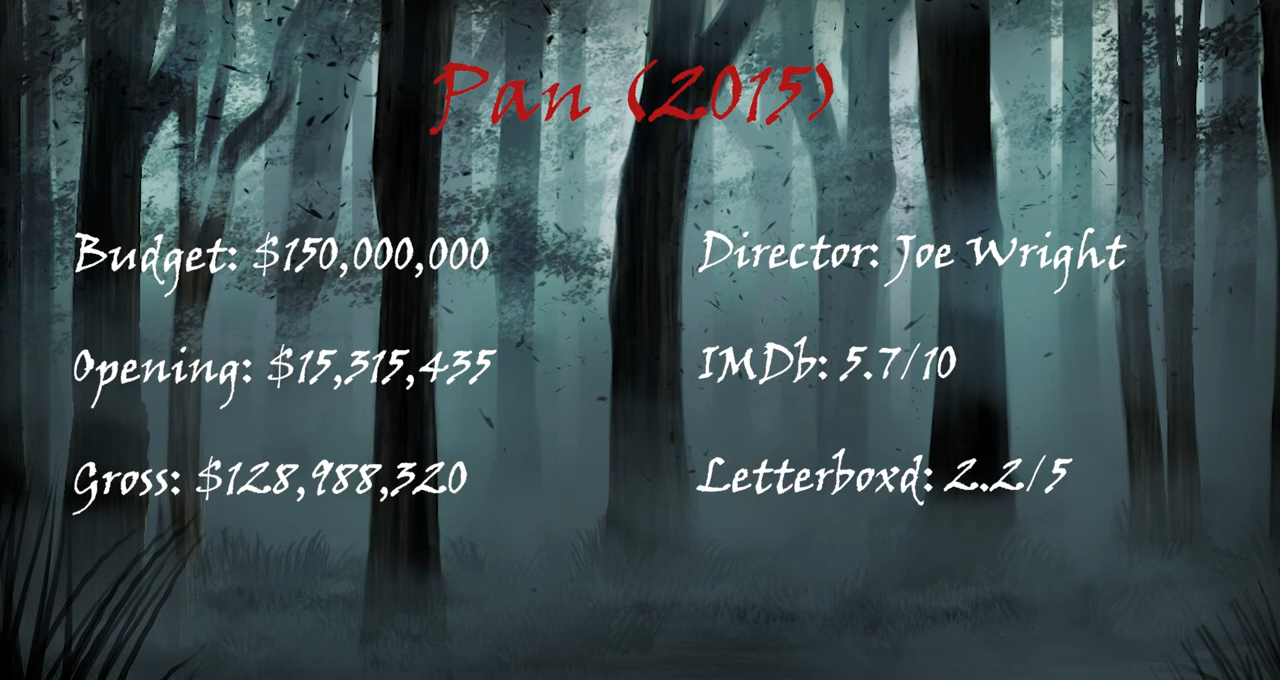 Pan (2015)
Budget: $150,000,000
Opening: $15,315,435
Gross: $128,988,320
Director: Joe Wright
IMDb: 5.7/10
Letterboxd: 2.2/5